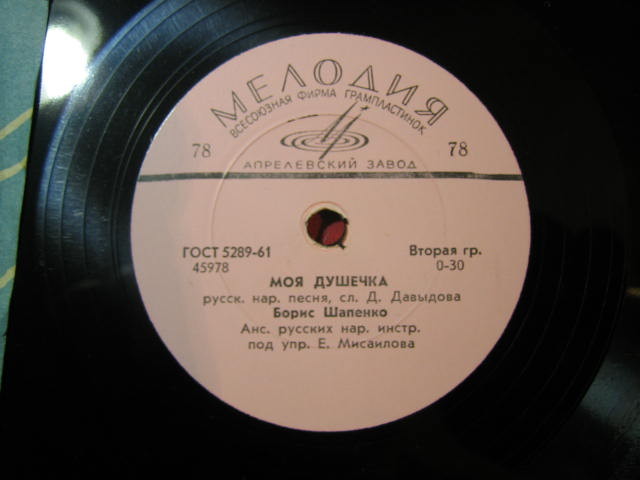 МЕЛОДИЯ
ВСЕСОЮЗНАЯ ФИРМА ГРАМПЛАСТИНОК
78 78
АПРЕЛЕВСКИЙ ЗАВОД
ГОСТ 5289-61 Вторая гр.
45978 0-30
МОЯ ДУШЕЧКА
русск. нар. песня, сл. Д. Давыдова
Борис Шапенко
Анс. русских нар. инстр.
под упр. Е. Мисаилова